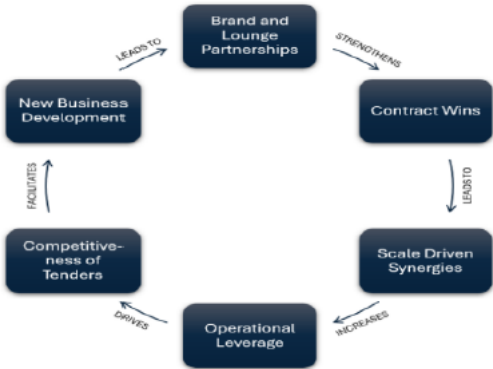 Brand and
Lounge
Partnerships
STRENGTHENS
Contract Wins
LEADS TO
Scale Driven
Synergies
INCREASES
Operational
Leverage
DRIVES
Competitive-
ness of
Tenders
FACILITATES
New Business
Development
LEADS TO